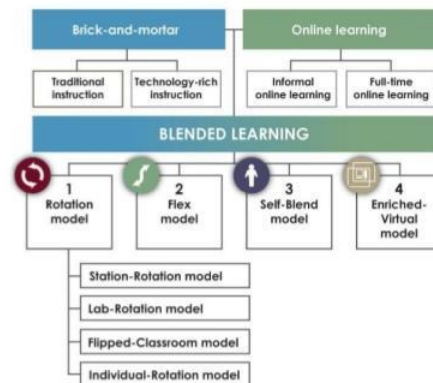 Brick-and-mortar
Online learning
Traditional
instruction
Technology-rich
instruction
Informal
online learning
Full-time
online learning
BLENDED LEARNING
1
Rotation
model
2
Flex
model
3
Self-Blend
model
4
Enriched-
Virtual
model
Station-Rotation model
Lab-Rotation model
Flipped-Classroom model
Individual-Rotation model